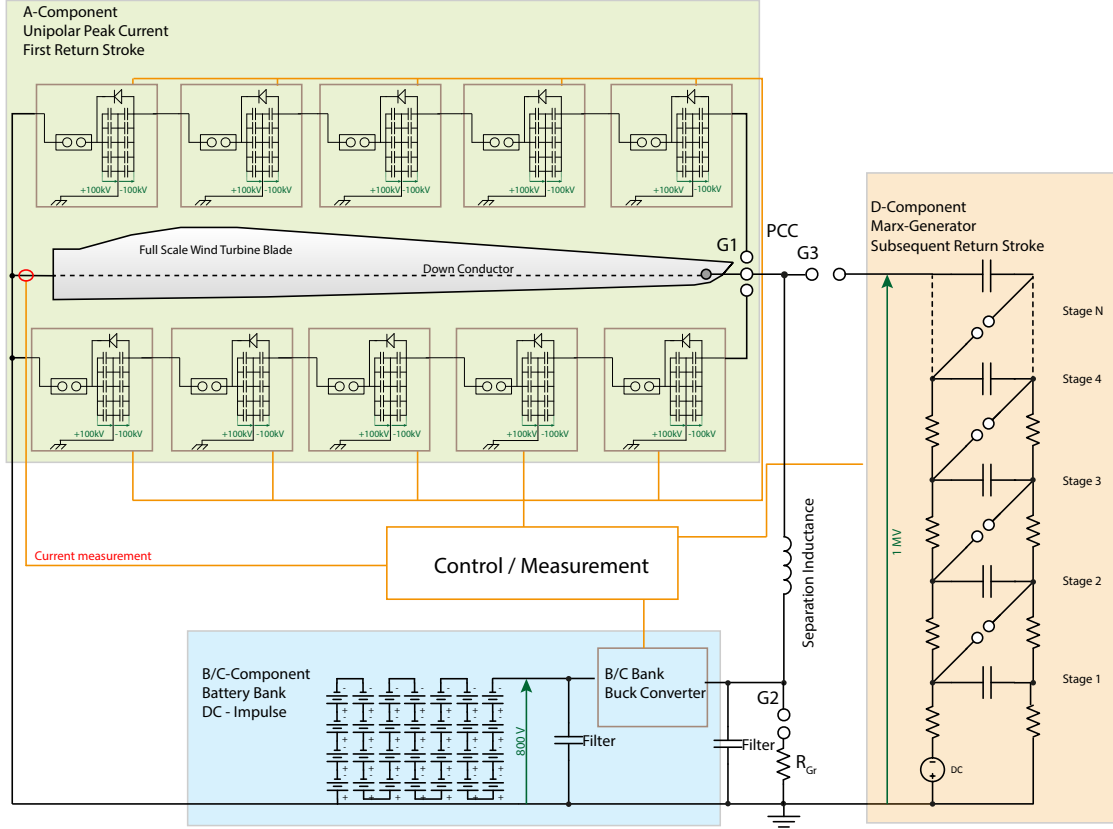 A-Component
Unipolar Peak Current
First Return Stroke
+100kV -100kV
+100kV -100kV
+100kV -100kV
+100kV -100kV
+100kV -100kV
Full Scale Wind Turbine Blade
Down Conductor
G1
PCC
G3
+100kV -100kV
+100kV -100kV
+100kV -100kV
+100kV -100kV
+100kV -100kV
D-Component
Marx-Generator
Subsequent Return Stroke
Stage N
Stage 4
Stage 3
Stage 2
Stage 1
1 MV
DC
-
+
Current measurement
Control / Measurement
Separation Inductance
B/C-Component
Battery Bank
DC - Impulse
800 V
Filter
B/C Bank
Buck Converter
Filter
G2
RGr